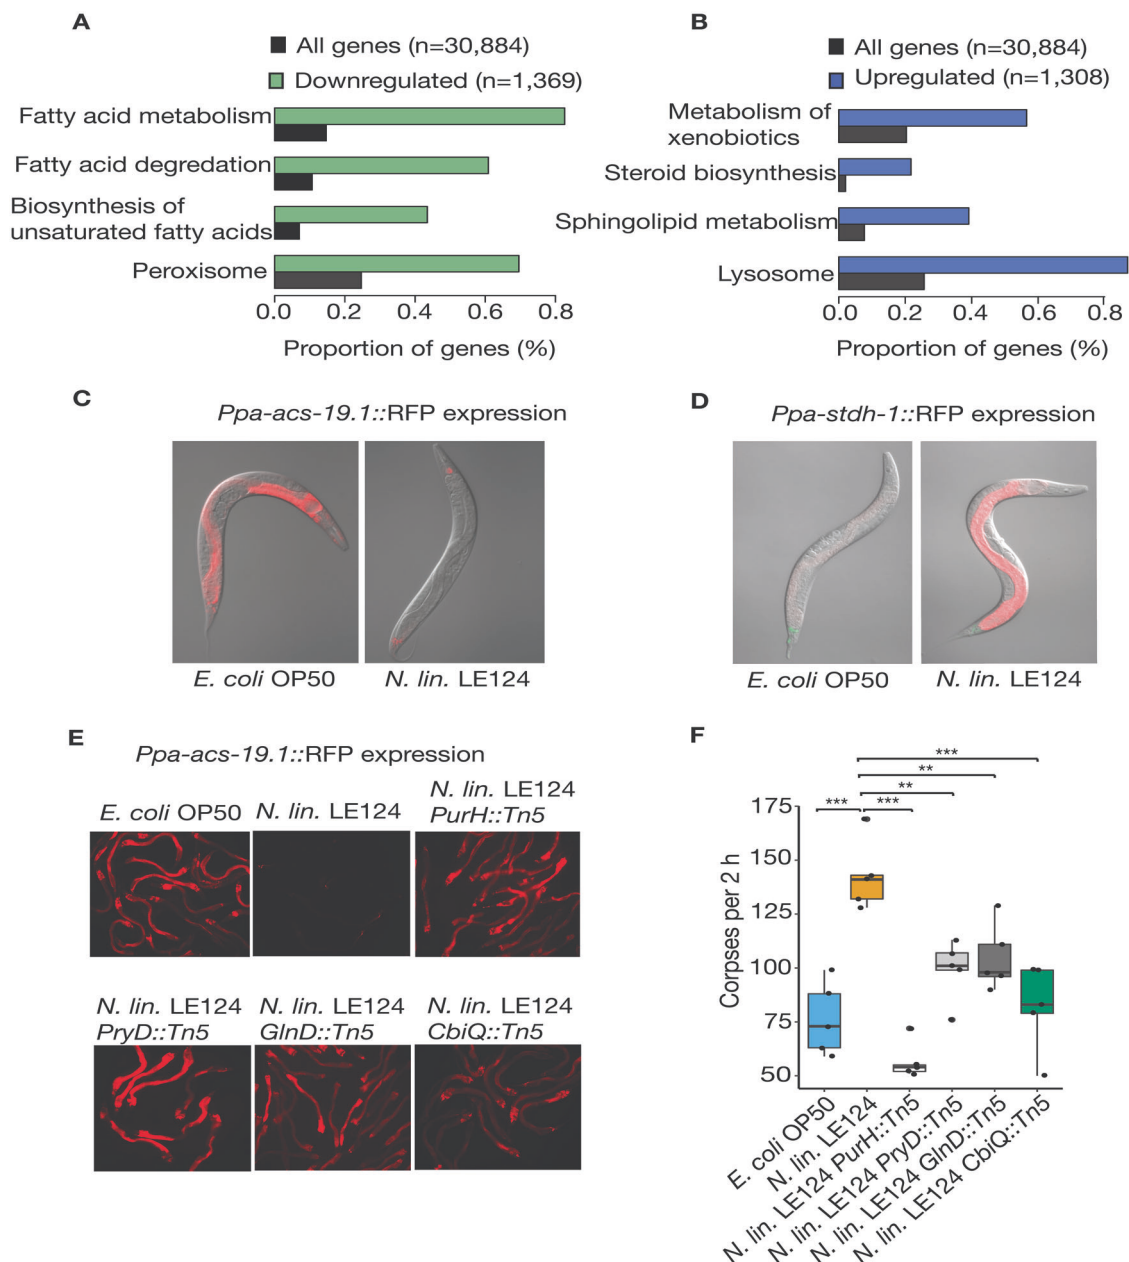 A
All genes (n=30,884)
Downregulated (n=1,369)
Fatty acid metabolism
Fatty acid degredation
Biosynthesis of
unsaturated fatty acids
Peroxisome
0.0 0.2 0.4 0.6 0.8
Proportion of genes (%)
B
All genes (n=30,884)
Upregulated (n=1,308)
Metabolism of
xenobiotics
Steroid biosynthesis
Sphingolipid metabolism
Lysosome
0.0 0.2 0.4 0.6 0.8
Proportion of genes (%)
C
Ppa-acs-19.1::RFP expression
E. coli OP50
N. lin. LE124
D
Ppa-stdh-1::RFP expression
E. coli OP50
N. lin. LE124
E
Ppa-acs-19.1::RFP expression
E. coli OP50
N. lin. LE124
N. lin. LE124
PurH::Tn5
N. lin. LE124
PryD::Tn5
N. lin. LE124
GlnD::Tn5
N. lin. LE124
CbiQ::Tn5
F
***
**
**
*** ***
175
150
125
100
75
50
Corpses per 2 h
E. coli OP50
N. lin. LE124
N. lin. LE124 PurH::Tn5
N. lin. LE124 PryD::Tn5
N. lin. LE124 GlnD::Tn5
N. lin. LE124 CbiQ::Tn5